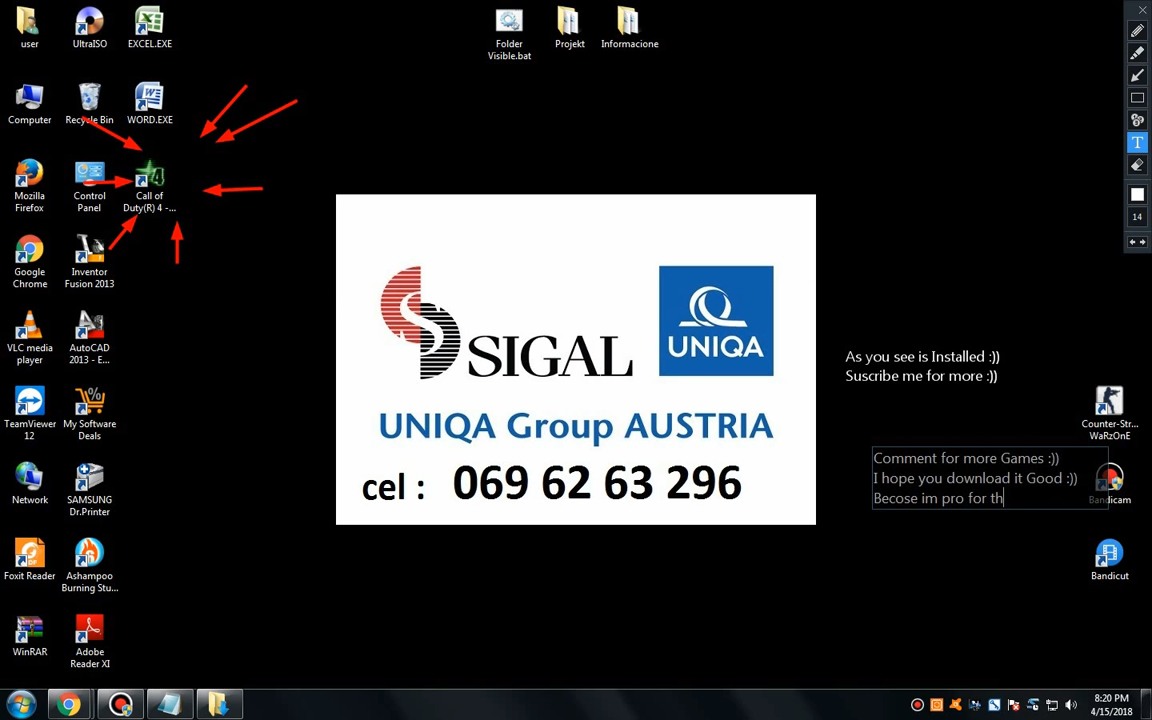 user
UltraISO
EXCEL.EXE
Folder
Visible.bat
Projekt
Informacione
Computer
Recycle Bin
WORD.EXE
Mozilla
Firefox
Control
Panel
Call of
Duty(R) 4 -...
Google
Chrome
Inventor
Fusion 2013
VLC media
player
AutoCAD
2013 - E...
TeamViewer
12
My Software
Deals
Network
SAMSUNG
Dr.Printer
Foxit Reader
Ashampoo
Burning Stu...
WinRAR
Adobe
Reader XI
SIGAL
UNIQA
UNIQA Group AUSTRIA
cel : 069 62 63 296
As you see is Installed :))
Suscribe me for more :))
Counter-Str...
WaRzOnE
Comment for more Games :))
I hope you download it Good :))
Becose im pro for th
Bandicam
Bandicut
T
14
8:20 PM
4/15/2018